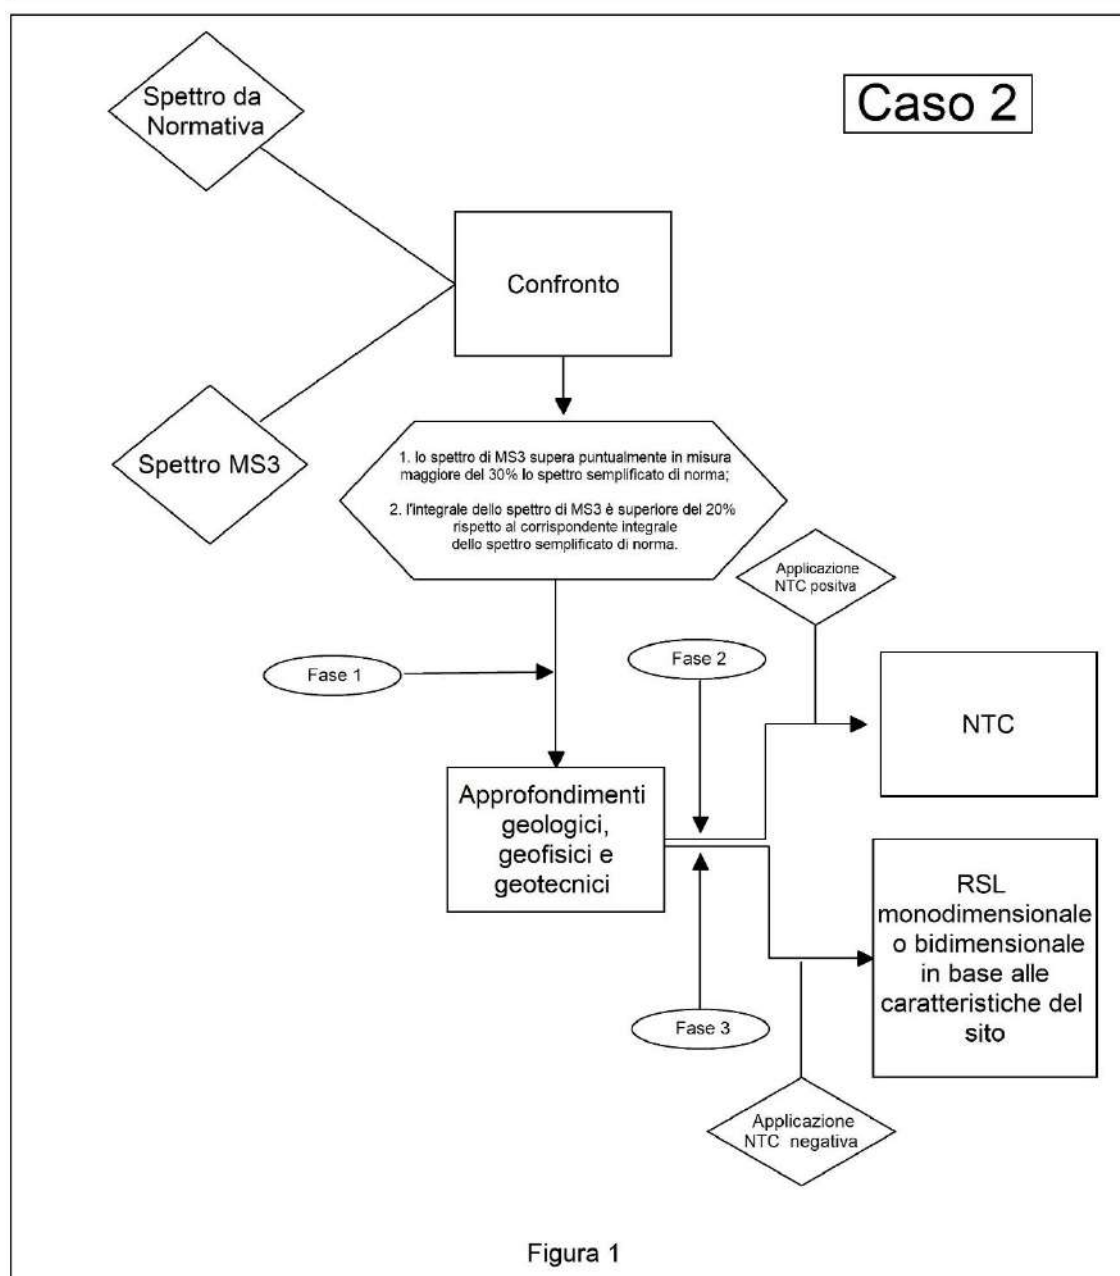 Spettro da
Normativa
Caso 2
Confronto
Spettro MS3
1. lo spettro di MS3 supera puntualmente in misura
maggiore del 30% lo spettro semplificato di norma;
2. l'integrale dello spettro di MS3 è superiore del 20%
rispetto al corrispondente integrale
dello spettro semplificato di norma.
Applicazione
NTC positva
Fase 1
Fase 2
NTC
Approfondimenti
geologici,
geofisici e
geotecnici
RSL
monodimensionale
o bidimensionale
in base alle
caratteristiche del
sito
Fase 3
Applicazione
NTC negativa
Figura 1